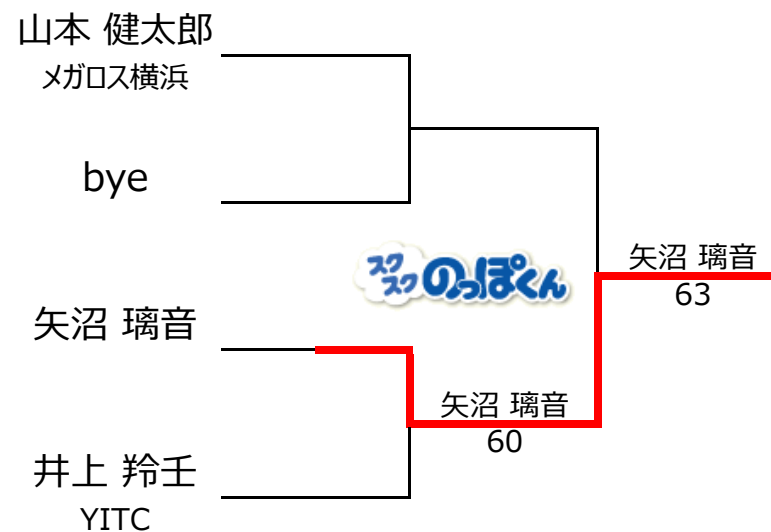 山本 健太郎
メガロス横浜
bye
スク
スク のっぽくん
矢沼 璃音
63
矢沼 璃音
矢沼 璃音
60
井上 羚壬
YITC